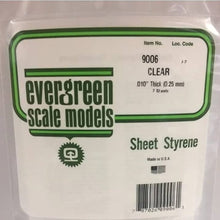 Item No. Loc. Code
9006
CLEAR
.010" Thick (0.25 mm)
evergreen
scale models
Sheet Styrene
Made in U.S.A.